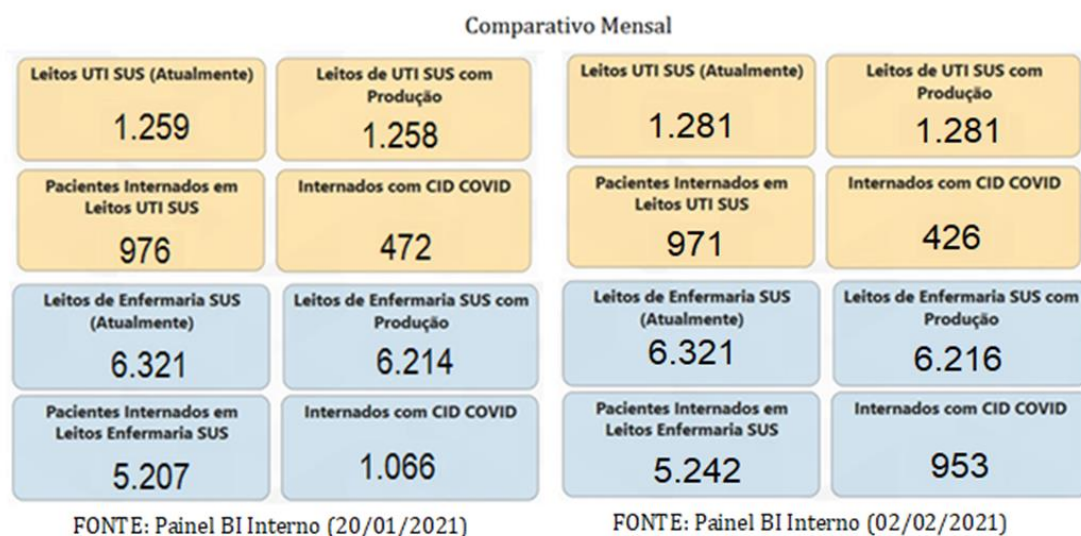 Comparativo Mensal
Leitos UTI SUS (Atualmente)
1.259
Leitos de UTI SUS com
Produção
1.258
Pacientes Internados em
Leitos UTI SUS
976
Internados com CID COVID
472
Leitos de Enfermaria SUS
(Atualmente)
6.321
Leitos de Enfermaria SUS com
Produção
6.214
Pacientes Internados em
Leitos Enfermaria SUS
5.207
Internados com CID COVID
1.066
FONTE: Painel BI Interno (20/01/2021)
Leitos UTI SUS (Atualmente)
1.281
Leitos de UTI SUS com
Produção
1.281
Pacientes Internados em
Leitos UTI SUS
971
Internados com CID COVID
426
Leitos de Enfermaria SUS
(Atualmente)
6.321
Leitos de Enfermaria SUS com
Produção
6.216
Pacientes Internados em
Leitos Enfermaria SUS
5.242
Internados com CID COVID
953
FONTE: Painel BI Interno (02/02/2021)